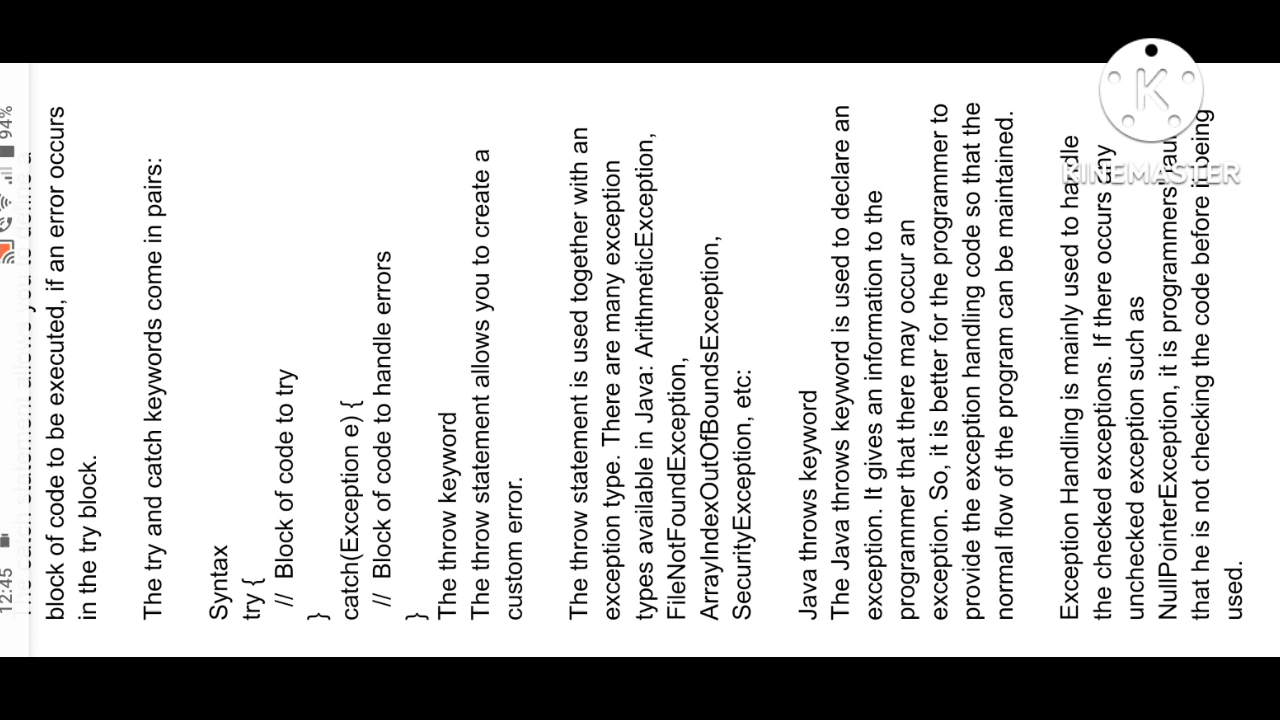 12:45
94%
The catch statement allows you to define a
block of code to be executed, if an error occurs
in the try block.
The try and catch keywords come in pairs:
Syntax
try {
// Block of code to try
}
catch(Exception e) {
// Block of code to handle errors
}
The throw keyword
The throw statement allows you to create a
custom error.
The throw statement is used together with an
exception type. There are many exception
types available in Java: ArithmeticException,
FileNotFoundException,
ArrayIndexOutOfBoundsException,
SecurityException, etc:
Java throws keyword
The Java throws keyword is used to declare an
exception. It gives an information to the
programmer that there may occur an
exception. So, it is better for the programmer to
provide the exception handling code so that the
normal flow of the program can be maintained.
Exception Handling is mainly used to handle
the checked exceptions. If there occurs any
unchecked exception such as
NullPointerException, it is programmers'
that he is not checking the code before it being
used.
K
KINEMASTER